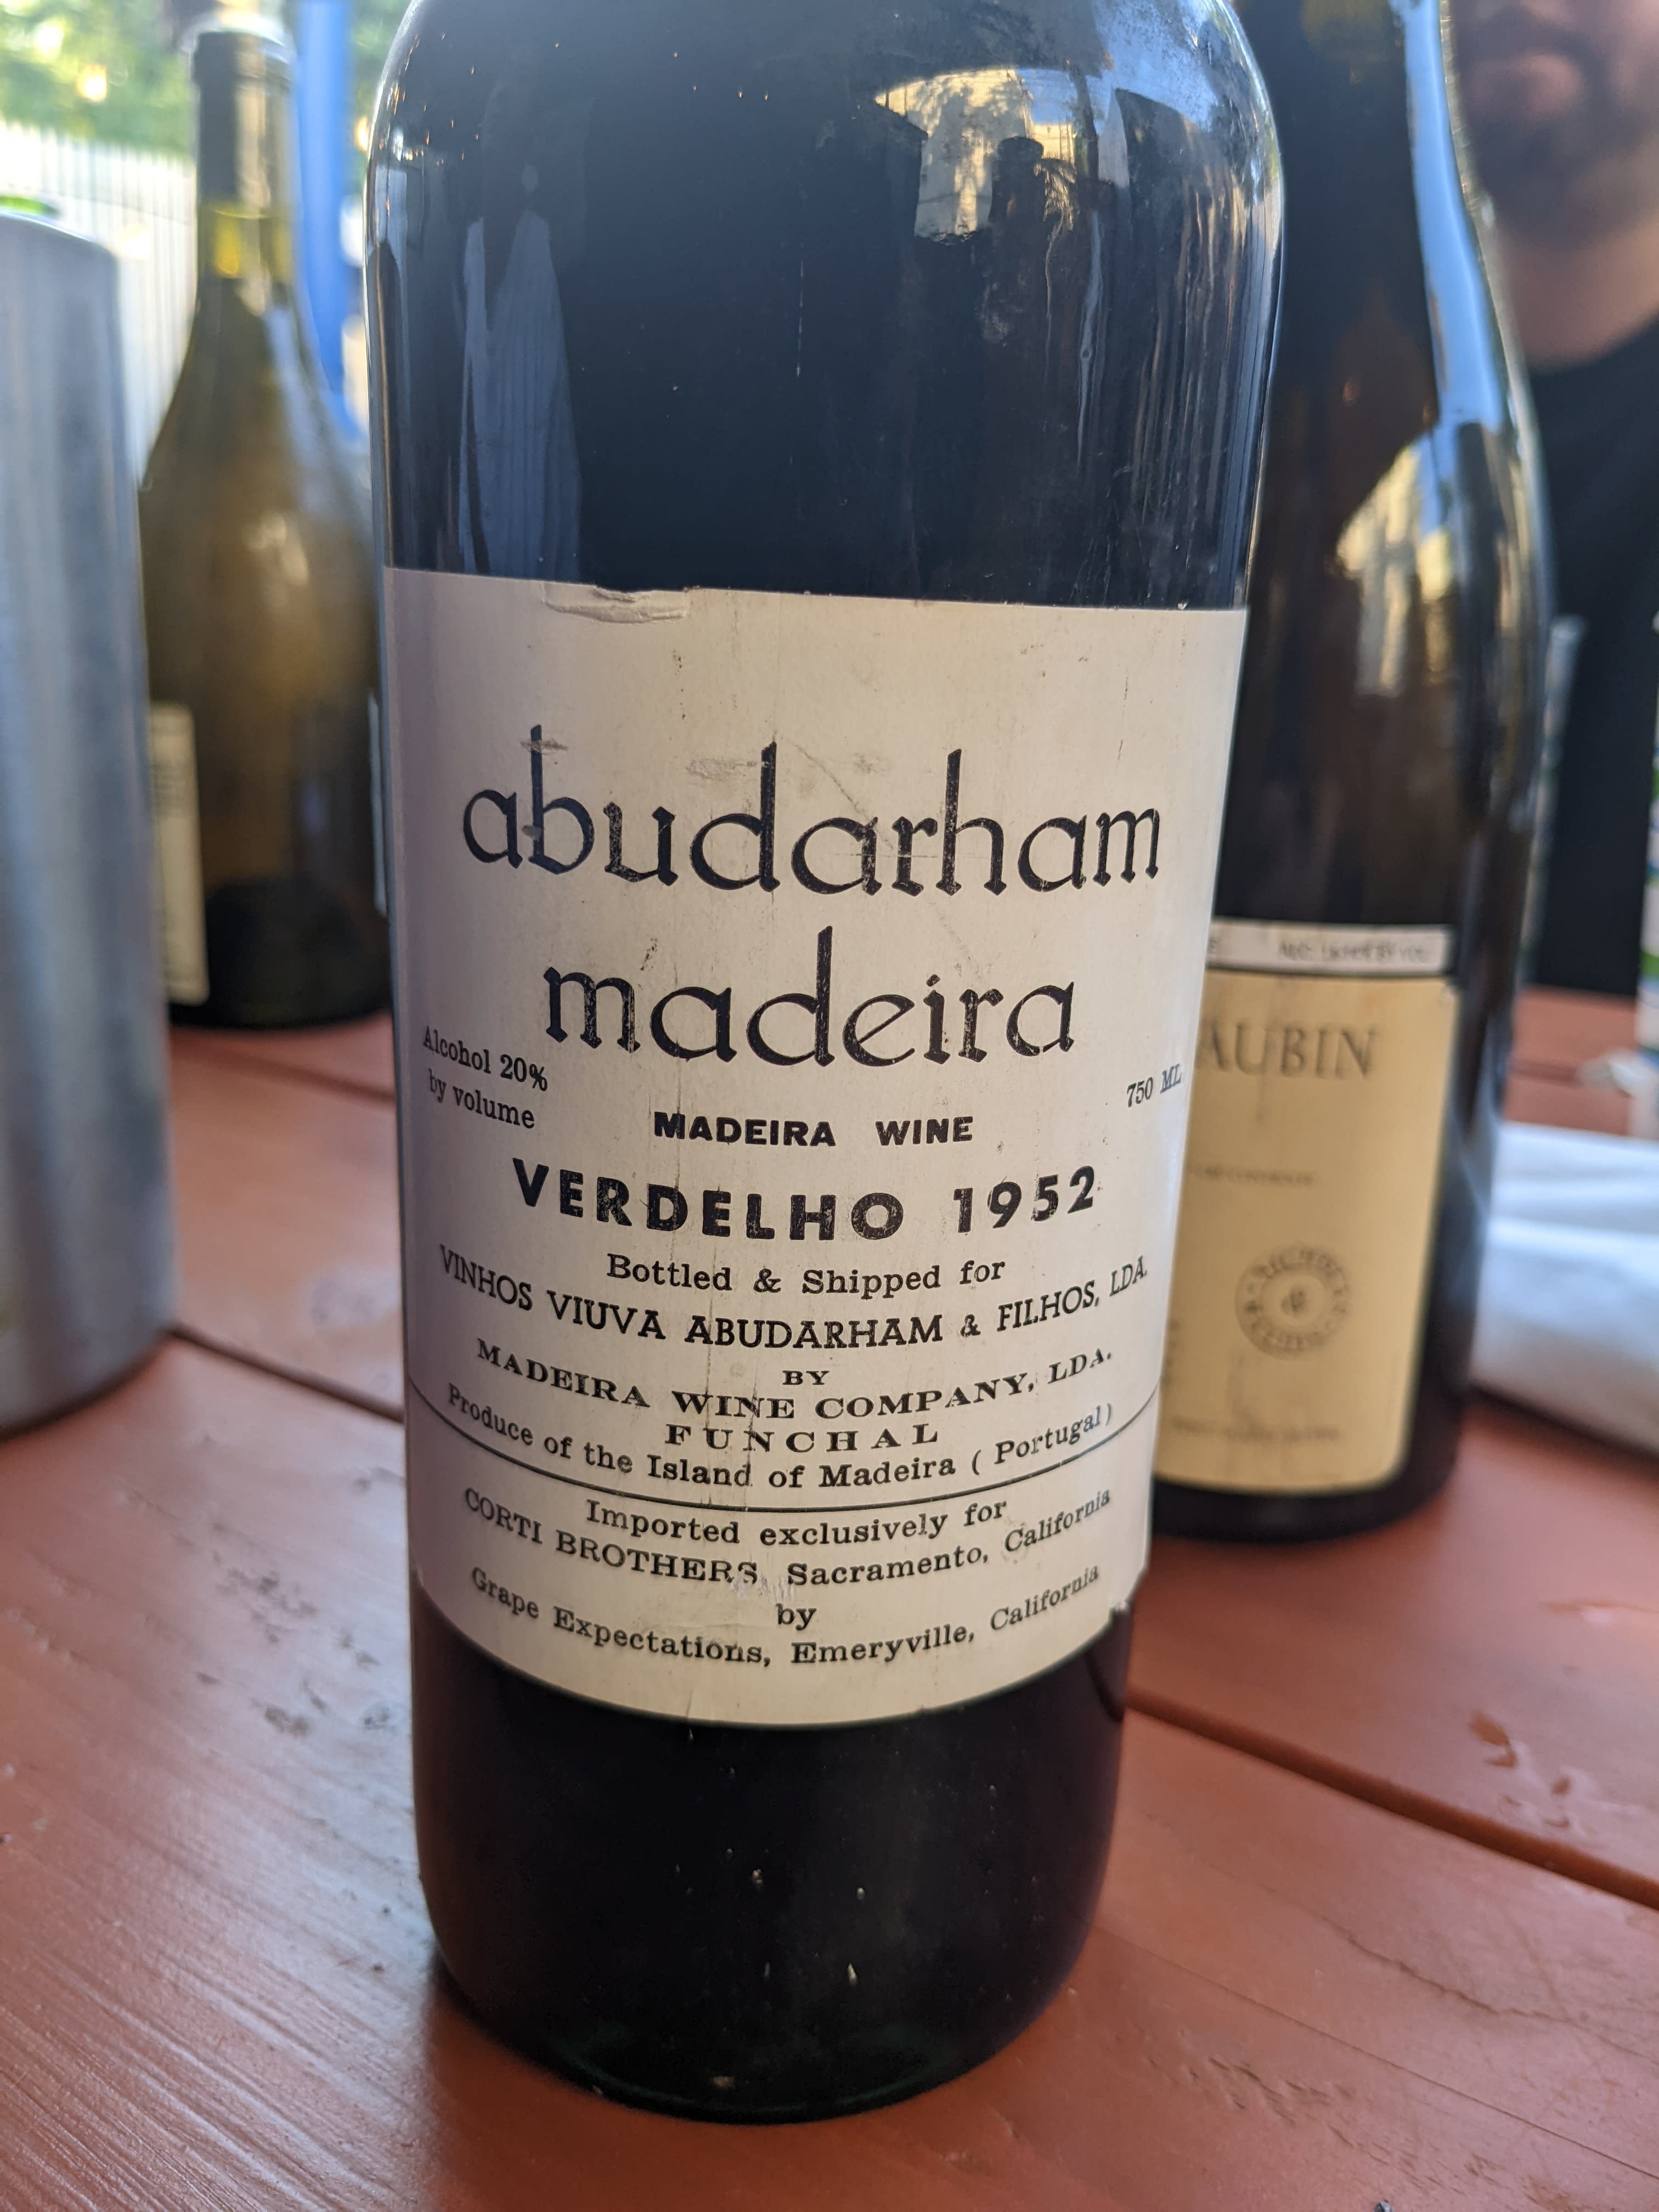 abudarham
madeira
Alcohol 20%
by volume
750 ML
MADEIRA WINE
VERDELHO 1952
Bottled & Shipped for
VINHOS VIUVA ABUDARHAM & FILHOS, LDA.
BY
MADEIRA WINE COMPANY, LDA.
FUNCHAL
Produce of the Island of Madeira ( Portugal )
Imported exclusively for
CORTI BROTHERS Sacramento, California
by
Grape Expectations, Emeryville, California
AUBIN